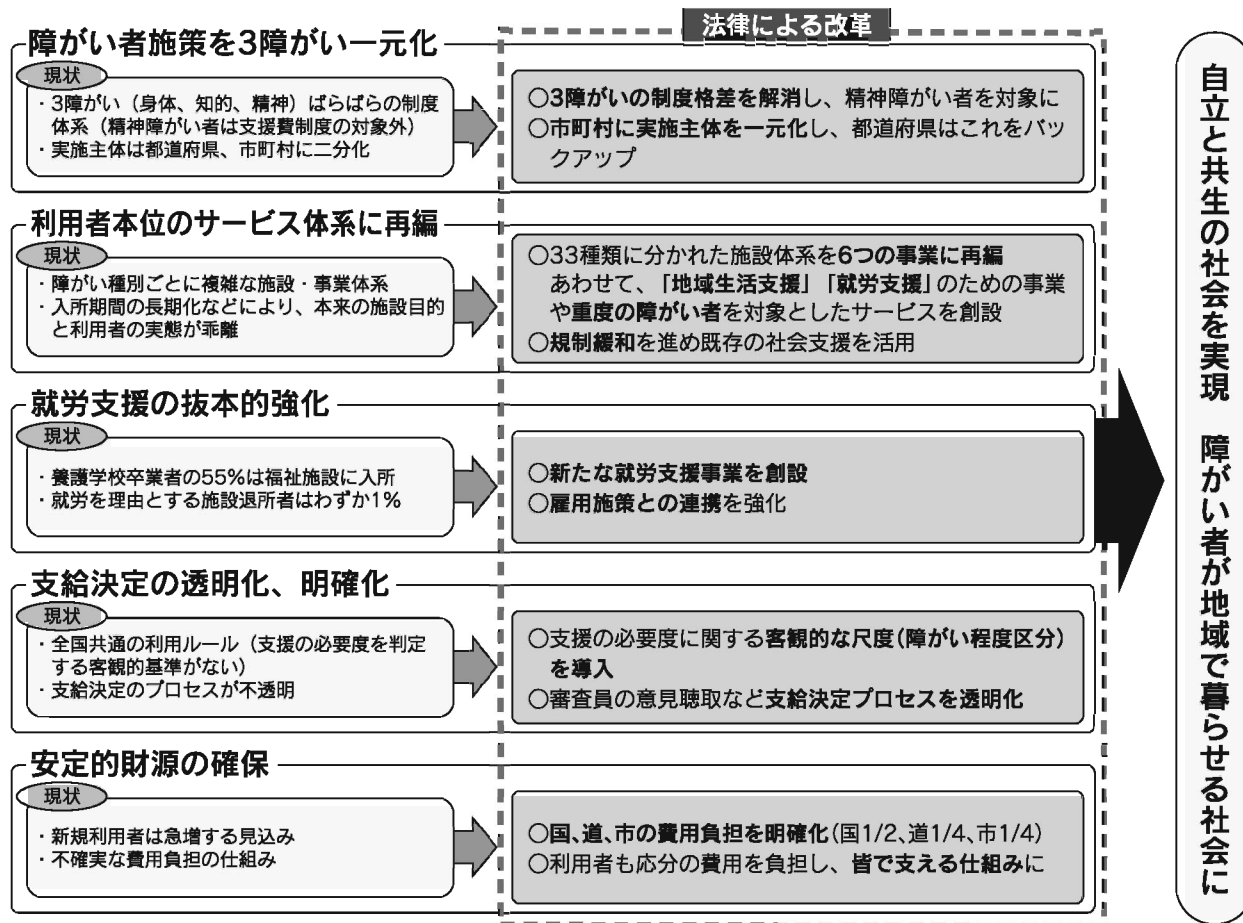 法律による改革
障がい者施策を3障がい一元化
現状
・3障がい（身体、知的、精神）ばらばらの制度
体系（精神障がい者は支援費制度の対象外）
・実施主体は都道府県、市町村に二分化
○3障がいの制度格差を解消し、精神障がい者を対象に
○市町村に実施主体を一元化し、都道府県はこれをバッ
クアップ
利用者本位のサービス体系に再編
現状
・障がい種別ごとに複雑な施設・事業体系
・入所期間の長期化などにより、本来の施設目的
と利用者の実態が乖離
○33種類に分かれた施設体系を6つの事業に再編
あわせて、「地域生活支援」「就労支援」のための事業
や重度の障がい者を対象としたサービスを創設
○規制緩和を進め既存の社会支援を活用
就労支援の抜本的強化
現状
・養護学校卒業者の55%は福祉施設に入所
・就労を理由とする施設退所者はわずか1%
○新たな就労支援事業を創設
○雇用施策との連携を強化
支給決定の透明化、明確化
現状
・全国共通の利用ルール（支援の必要度を判定
する客観的基準がない）
・支給決定のプロセスが不透明
○支援の必要度に関する客観的な尺度（障がい程度区分）
を導入
○審査員の意見聴取など支給決定プロセスを透明化
安定的財源の確保
現状
・新規利用者は急増する見込み
・不確実な費用負担の仕組み
○国、道、市の費用負担を明確化（国1/2、道1/4、市1/4）
○利用者も応分の費用を負担し、皆で支える仕組みに
自立と共生の社会を実現　障がい者が地域で暮らせる社会に